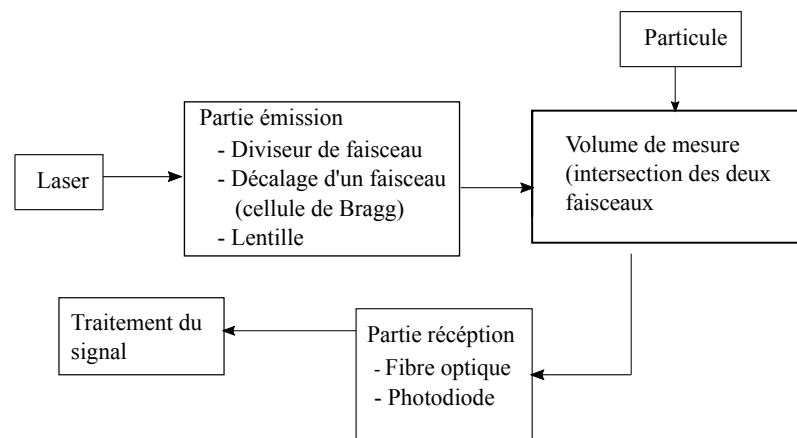 Particule
Partie émission
- Diviseur de faisceau
- Décalage d'un faisceau
(cellule de Bragg)
- Lentille
Volume de mesure
(intersection des deux
faisceaux
Laser
Traitement du
signal
Partie récéption
- Fibre optique
- Photodiode